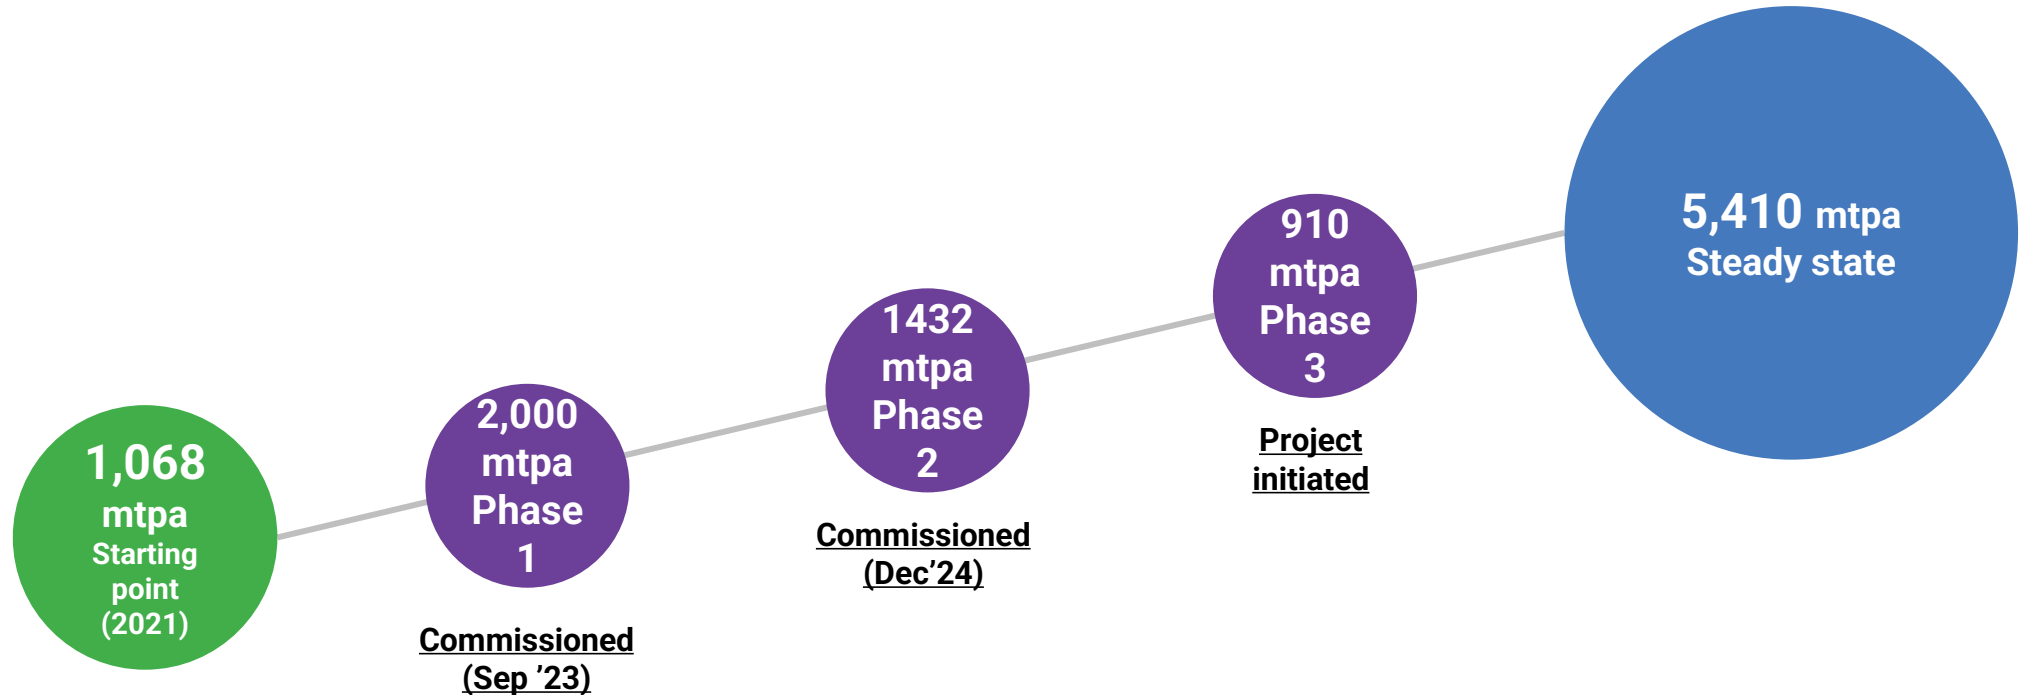 1,068
mtpa
Starting
point
(2021)
2,000
mtpa
Phase
1
Commissioned
(Sep ’23)
1432
mtpa
Phase
2
Commissioned
(Dec’24)
910
mtpa
Phase
3
Project
initiated
5,410 mtpa
Steady state